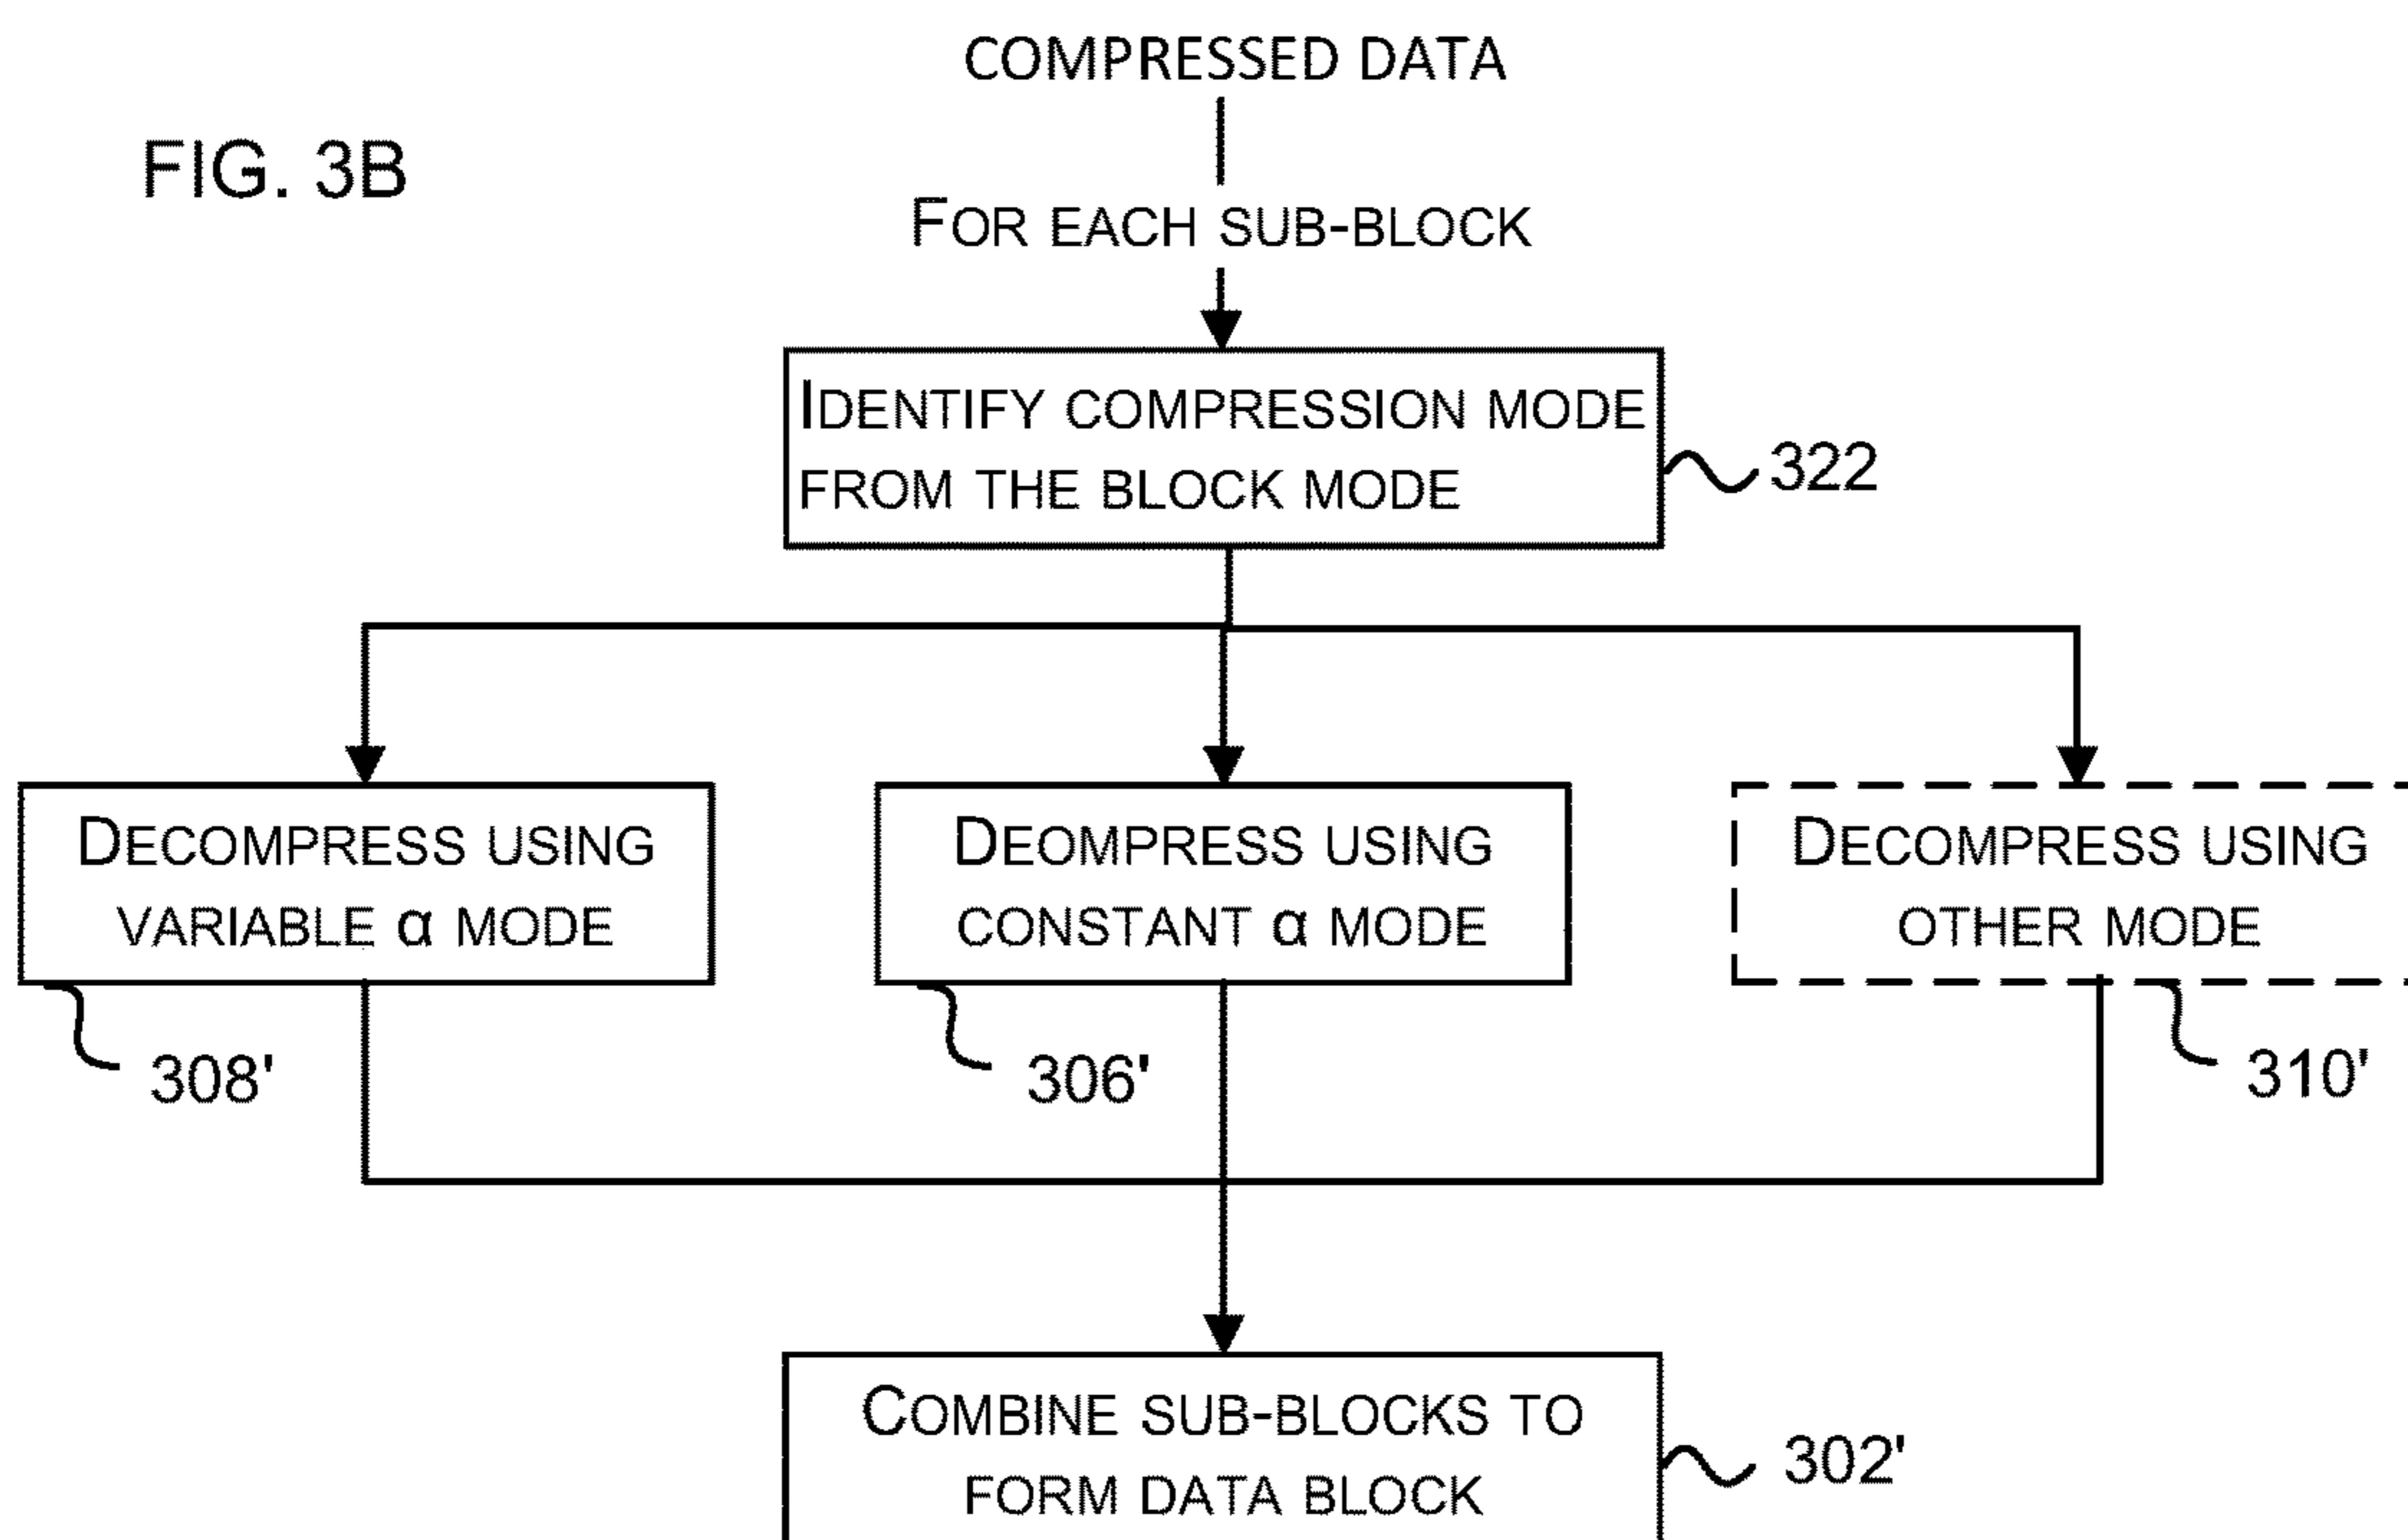 COMPRESSED DATA
FIG. 3B
FOR EACH SUB-BLOCK
IDENTIFY COMPRESSION MODE
FROM THE BLOCK MODE
322
DECOMPRESS USING
VARIABLE α MODE
DEOMPRESS USING
CONSTANT α MODE
DECOMPRESS USING
OTHER MODE
308'
306'
310'
COMBINE SUB-BLOCKS TO
FORM DATA BLOCK
302'